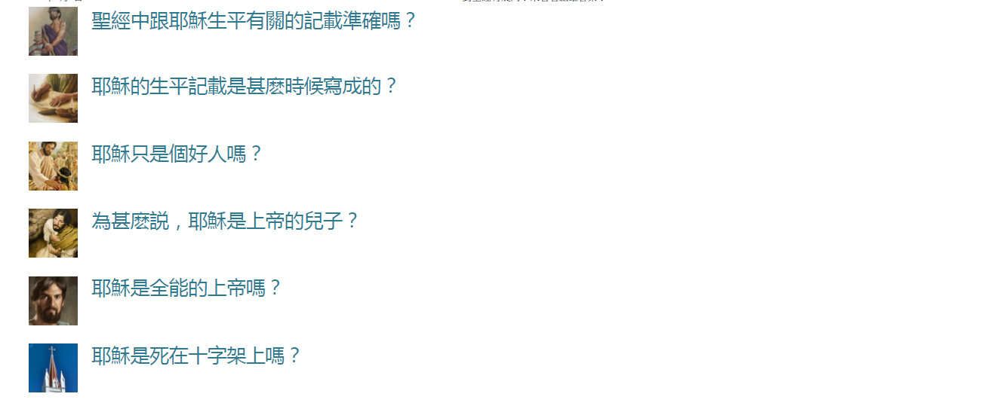 聖經中跟耶穌生平有關的記載準確嗎？
耶穌的生平記載是甚麽時候寫成的？
耶穌只是個好人嗎？
為甚麽説，耶穌是上帝的兒子？
耶穌是全能的上帝嗎？
耶穌是死在十字架上嗎？